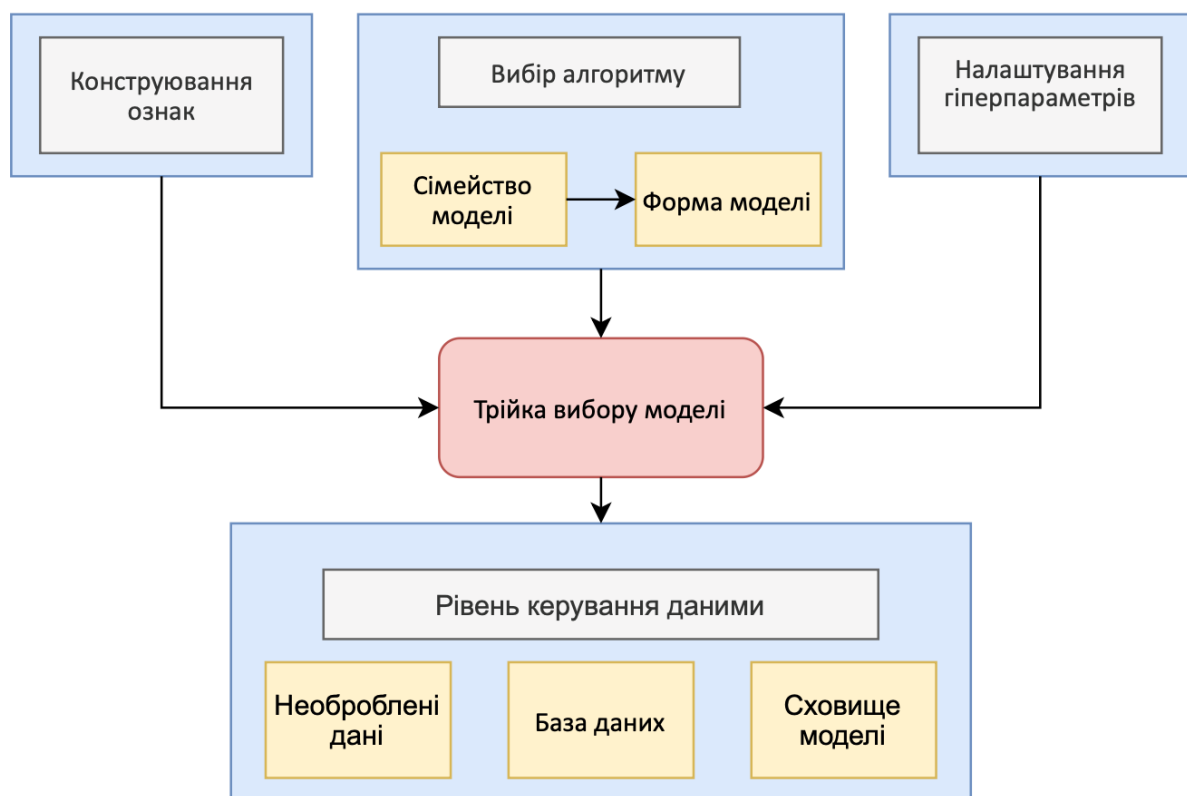 Конструювання
ознак
Вибір алгоритму
Налаштування
гіперпараметрів
Сімейство
моделі
Форма моделі
Трійка вибору моделі
Рівень керування даними
Необроблені
дані
База даних
Сховище
моделі